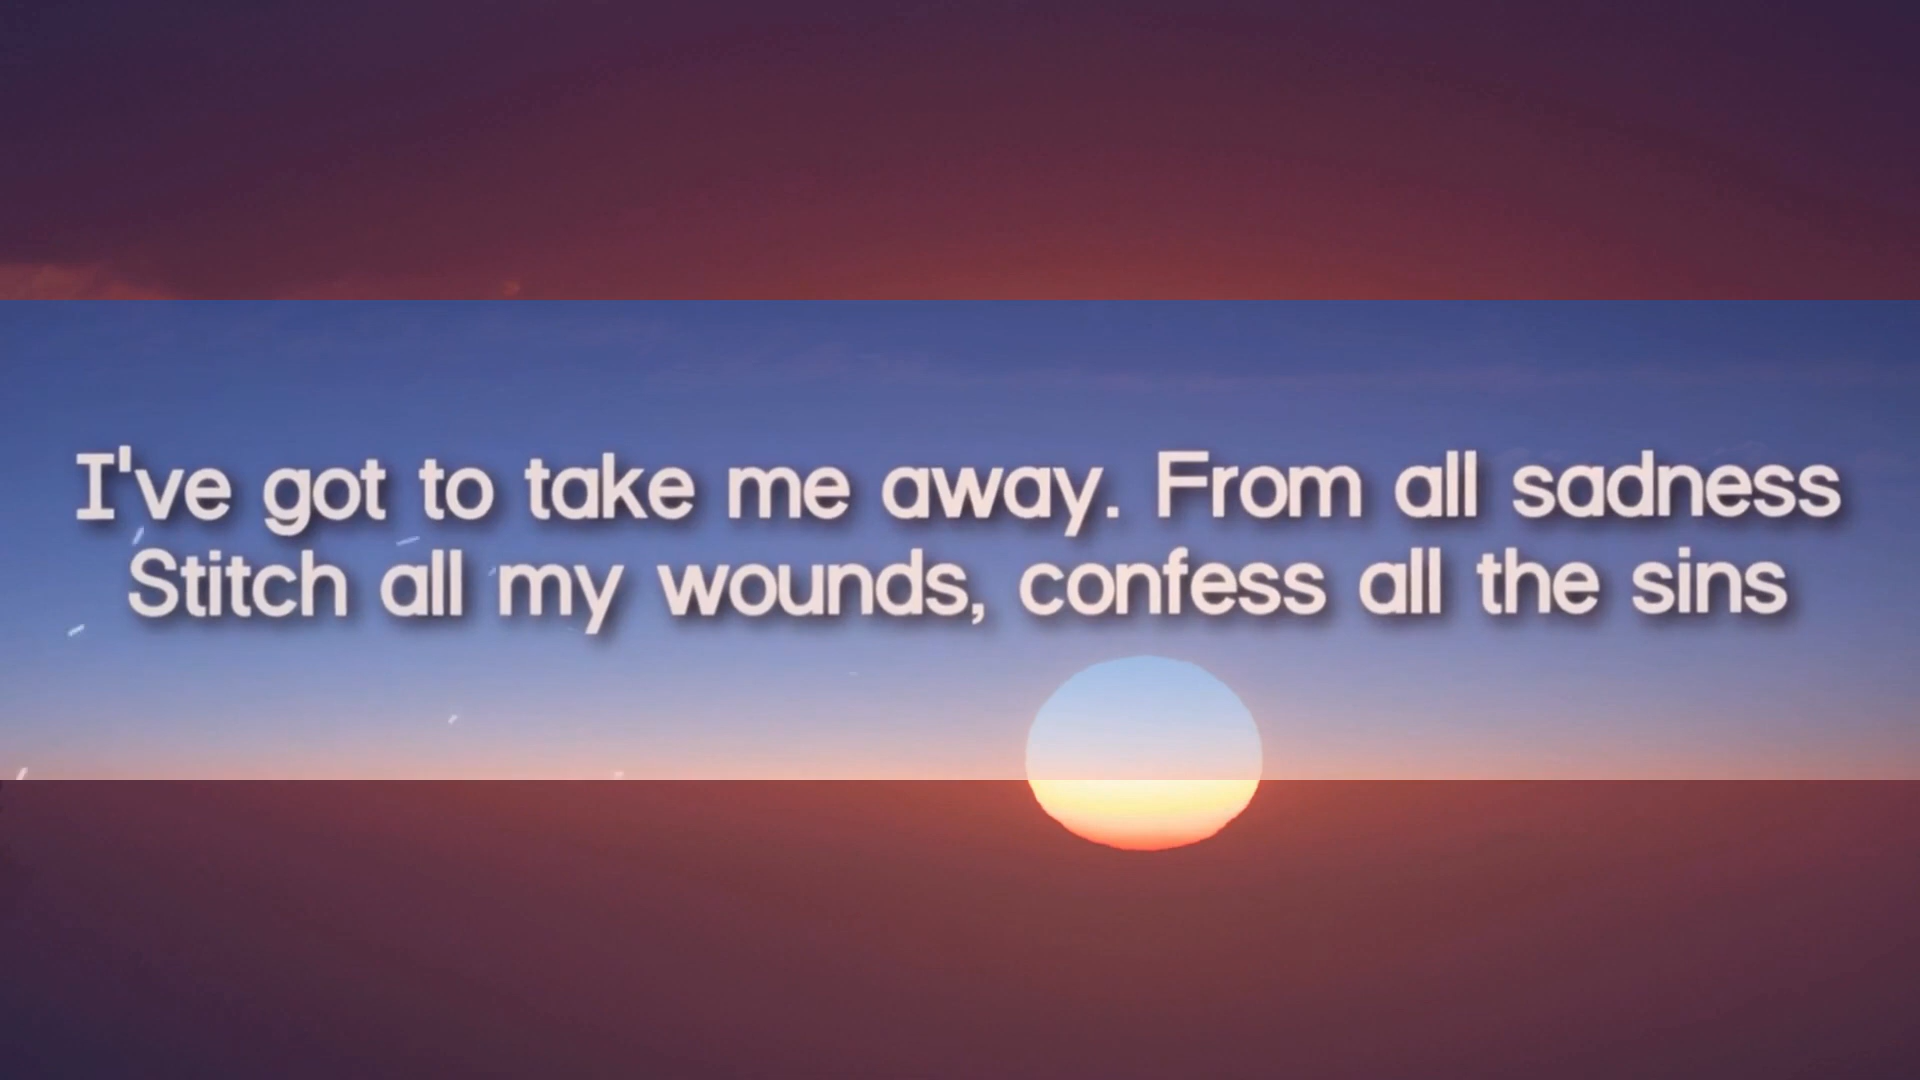 I've got to take me away. From all sadness
Stitch all my wounds, confess all the sins